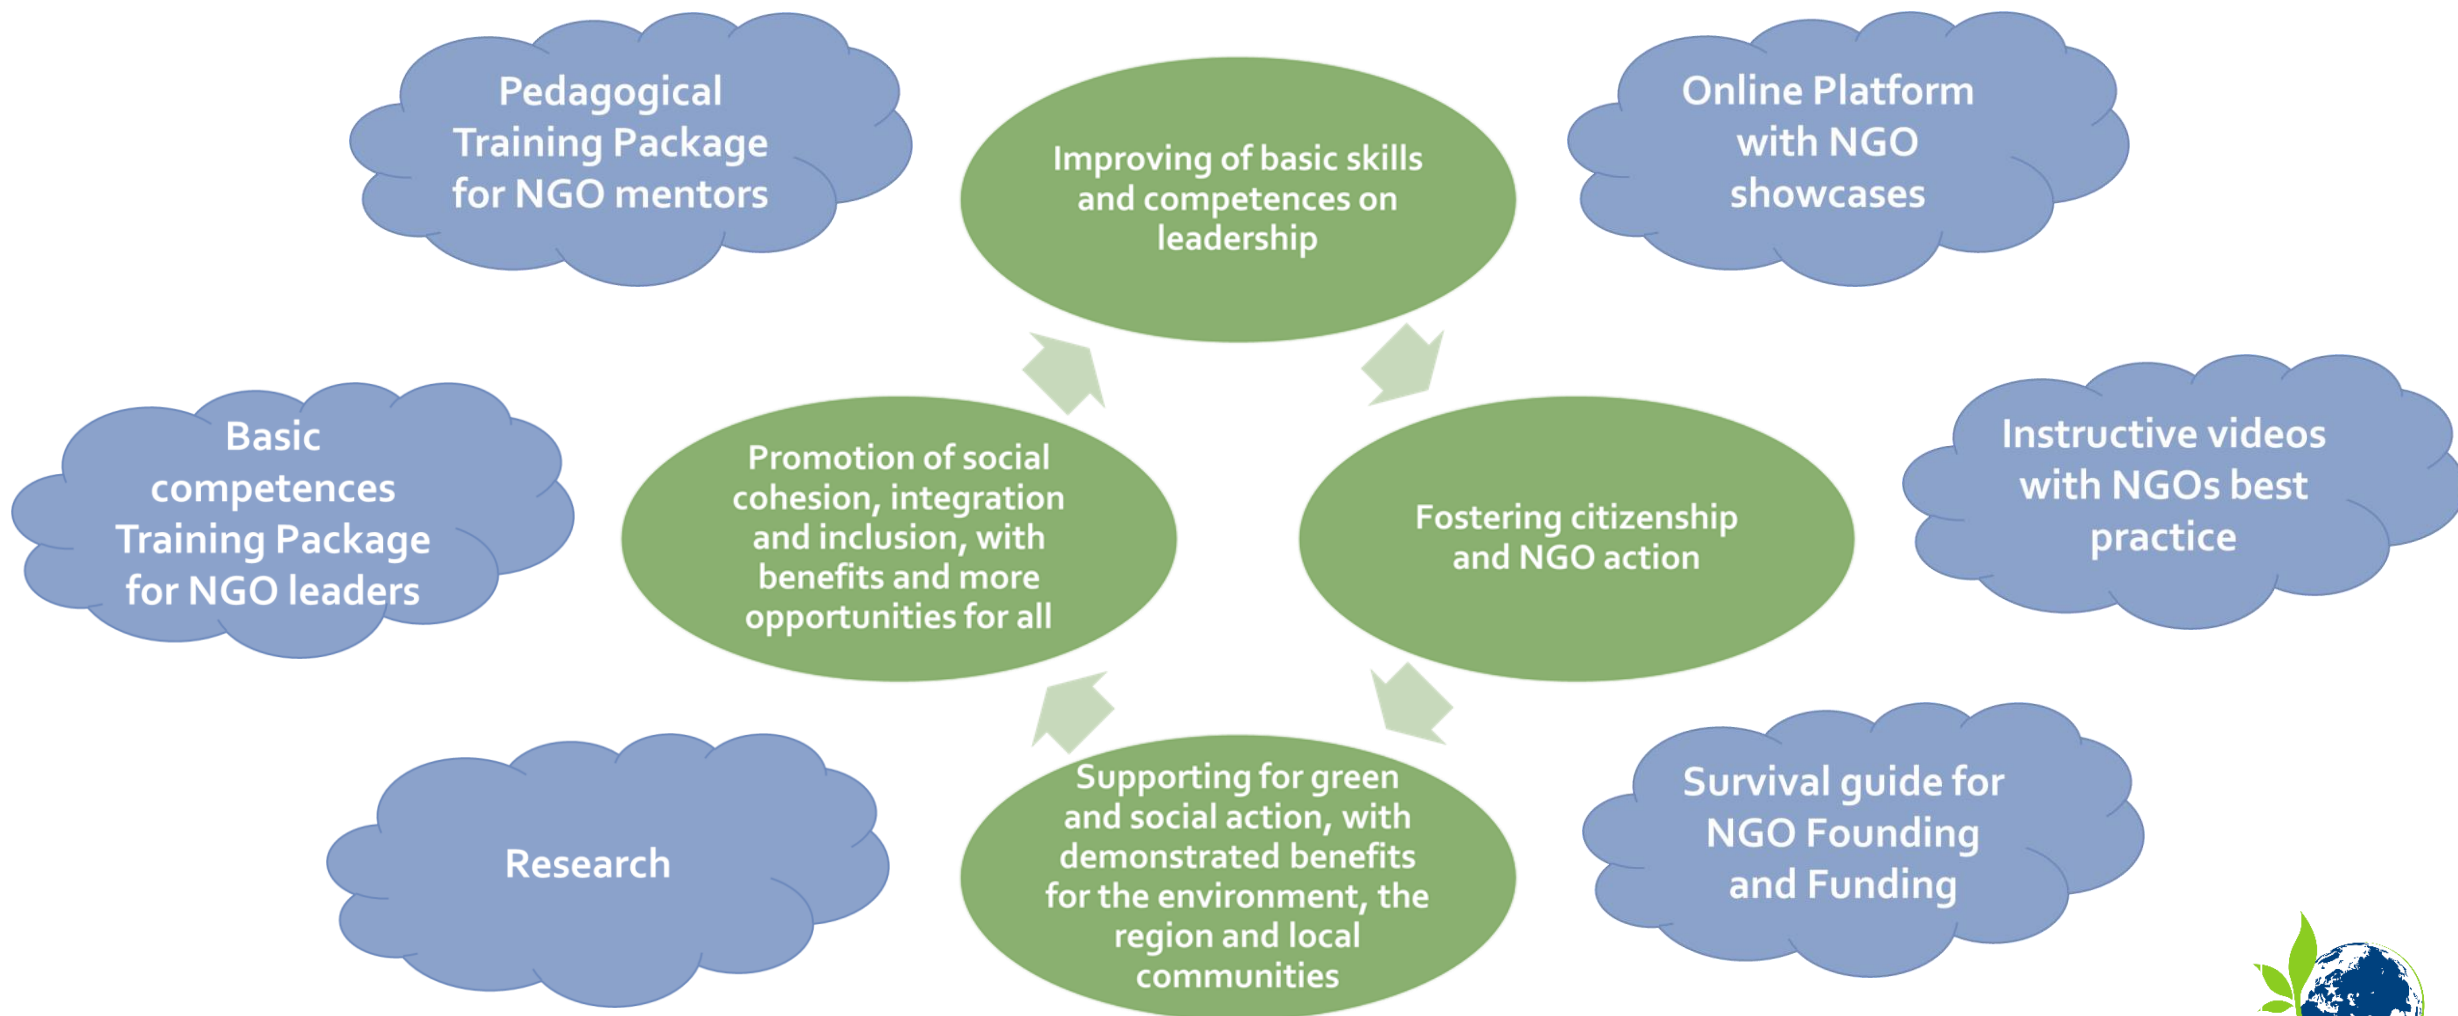 Pedagogical
Training Package
for NGO mentors
Improving of basic skills
and competences on
leadership
Online Platform
with NGO
showcases
Basic
competences
Training Package
for NGO leaders
Promotion of social
cohesion, integration
and inclusion, with
benefits and more
opportunities for all
Fostering citizenship
and NGO action
Instructive videos
with NGOs best
practice
Research
Supporting for green
and social action, with
demonstrated benefits
for the environment, the
region and local
communities
Survival guide for
NGO Founding
and Funding